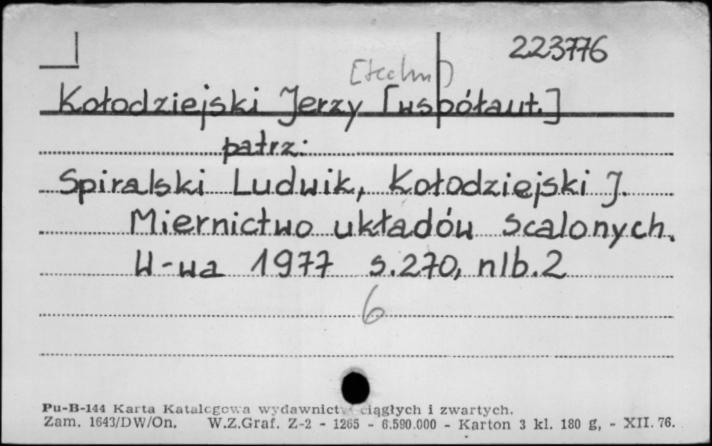 223776
[techn]
Kołodziejski Jerzy [współaut.]
patrz:
Spiralski Ludwik, Kołodziejski J.
Miernictwo układów scalonych.
W-wa 1977 s.270, nlb.2
6
Pu-B-144 Karta Katalogowa wydawnictw ciągłych i zwartych.
Zam. 1643/DW/On. W.Z.Graf. Z-2 - 1265 - 6.590.000 - Karton 3 kl. 180 g, - XII. 76.